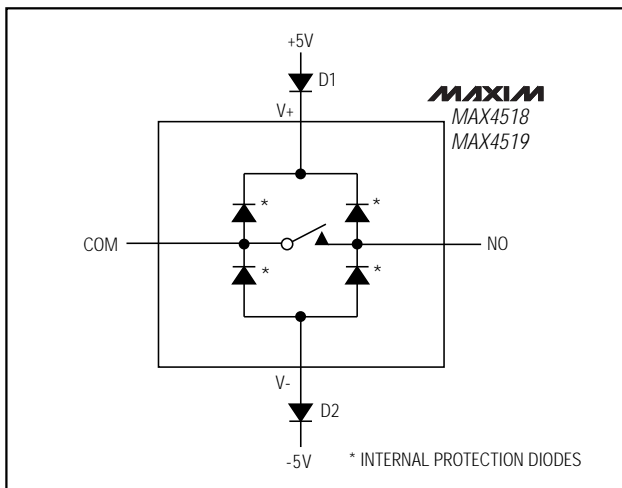 +5V
D1
MAXIM
V+
MAX4518
MAX4519
*
*
COM
NO
*
*
V-
D2
-5V
* INTERNAL PROTECTION DIODES